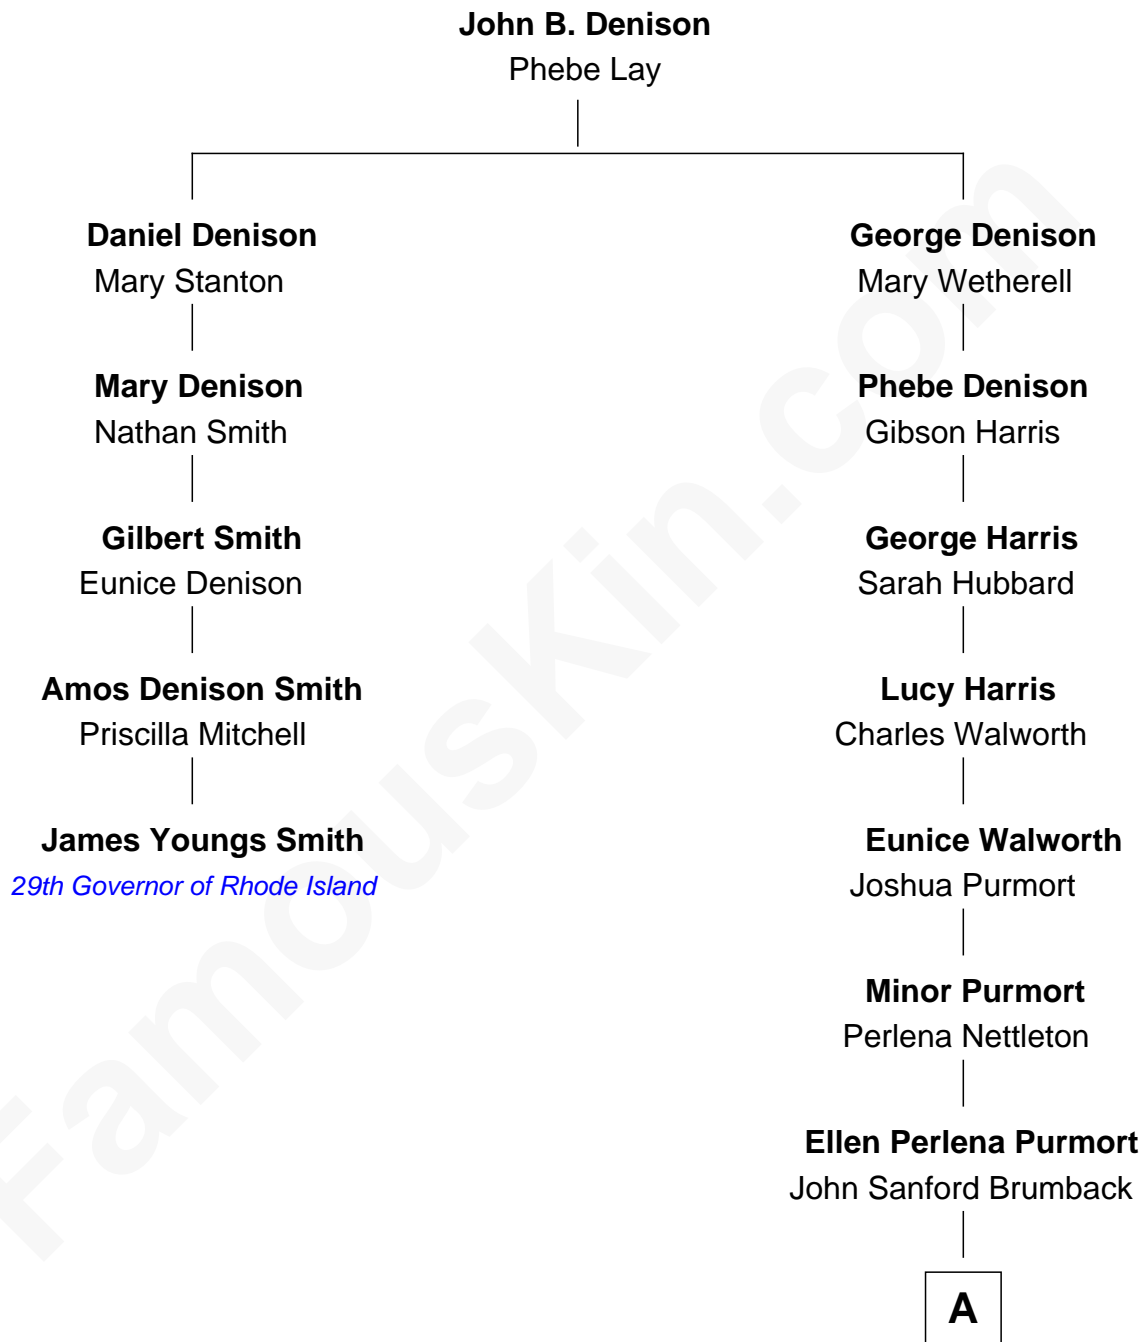 John B. Denison
Phebe Lay
Daniel Denison
Mary Stanton
Mary Denison
Nathan Smith
Gilbert Smith
Eunice Denison
Amos Denison Smith
Priscilla Mitchell
James Youngs Smith
29th Governor of Rhode Island
George Denison
Mary Wetherell
Phebe Denison
Gibson Harris
George Harris
Sarah Hubbard
Lucy Harris
Charles Walworth
Eunice Walworth
Joshua Purmort
Minor Purmort
Perlena Nettleton
Ellen Perlena Purmort
John Sanford Brumback
A
FamousKin.com